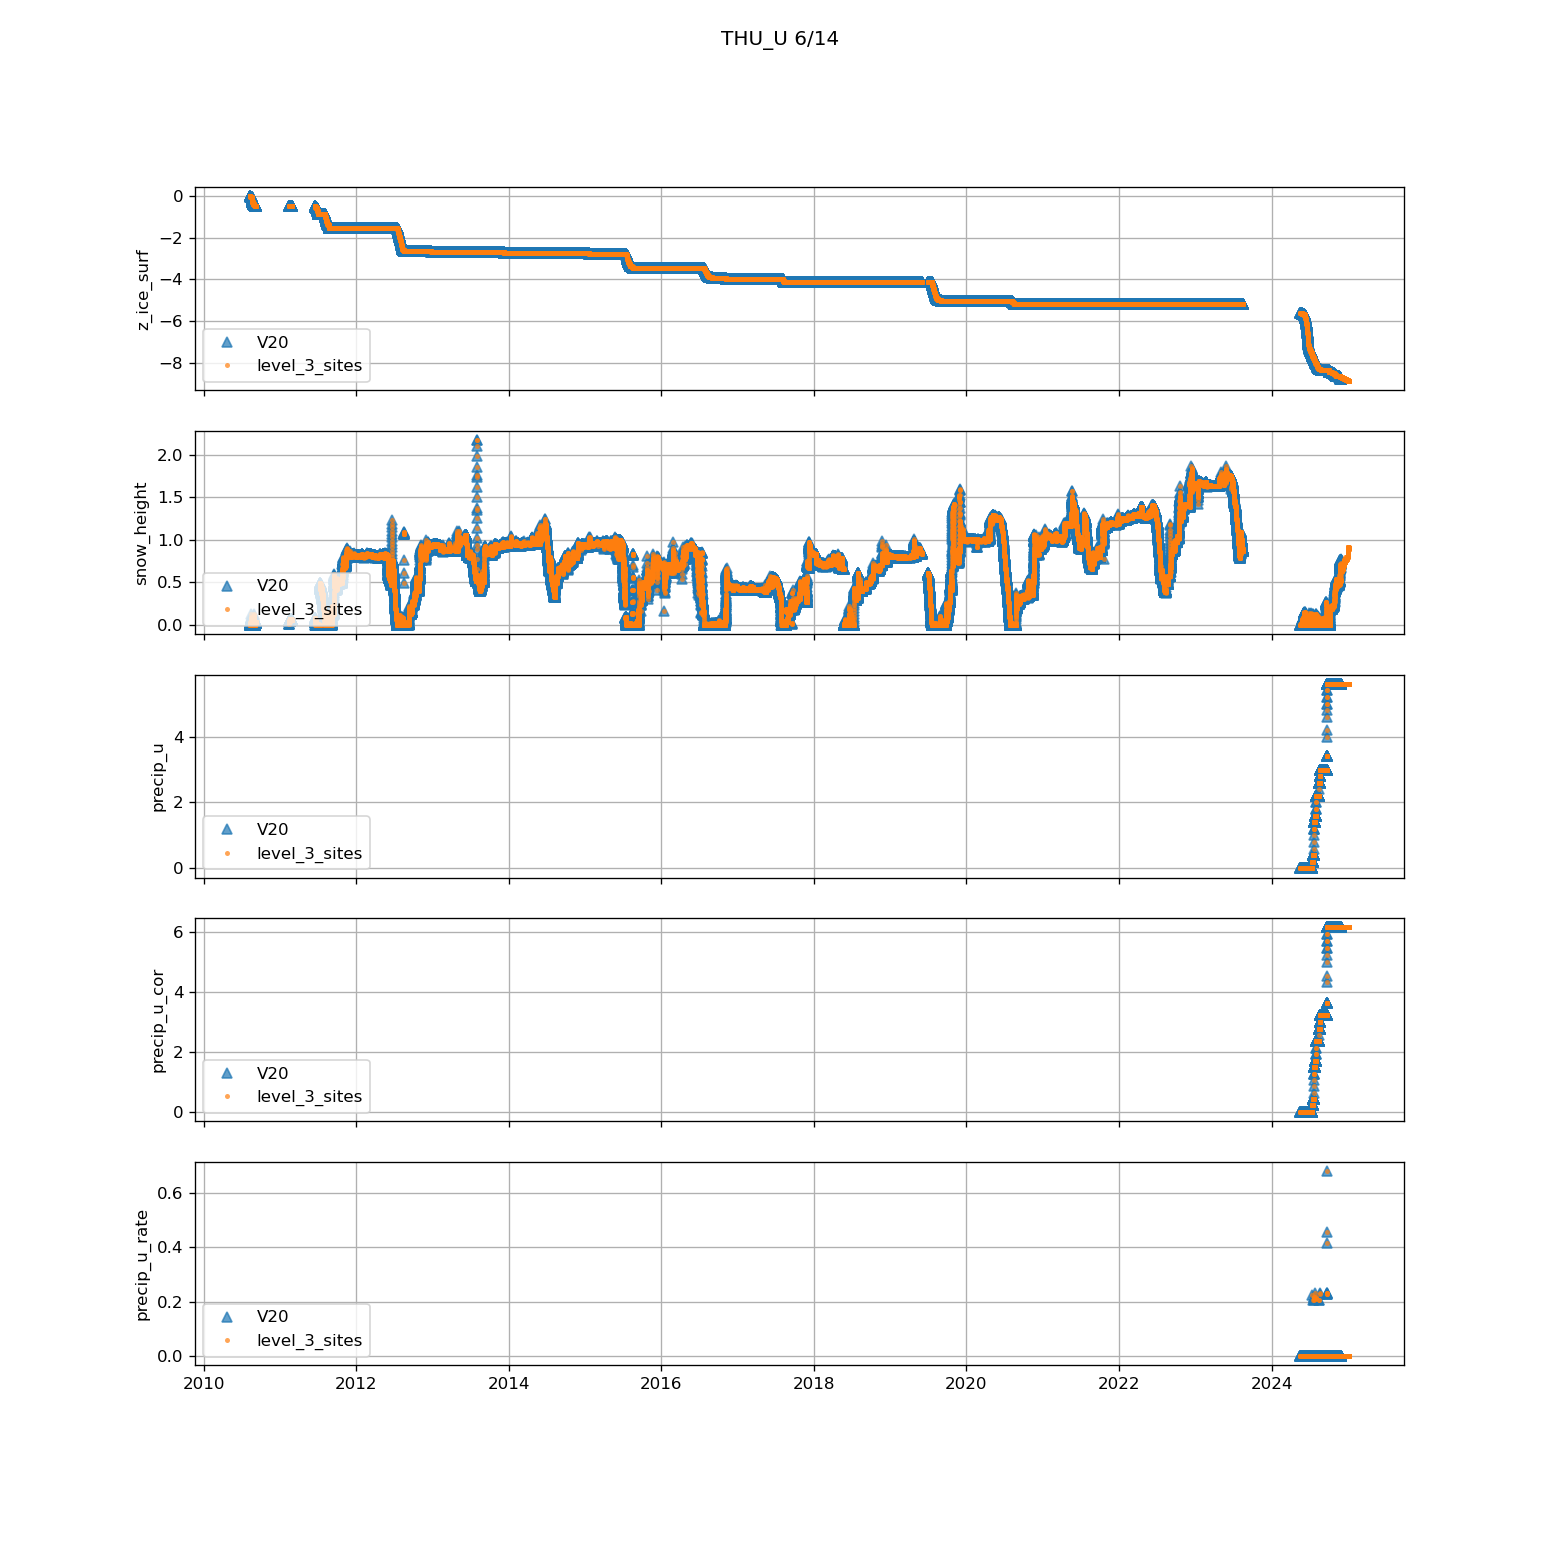 THU_U 6/14
0
−2
−4
−6
−8
z_ice_surf
V20
level_3_sites
2.0
1.5
1.0
0.5
0.0
snow_height
V20
level_3_sites
4
2
0
precip_u
V20
level_3_sites
6
4
2
0
precip_u_cor
V20
level_3_sites
0.6
0.4
0.2
0.0
precip_u_rate
V20
level_3_sites
2010 2012 2014 2016 2018 2020 2022 2024